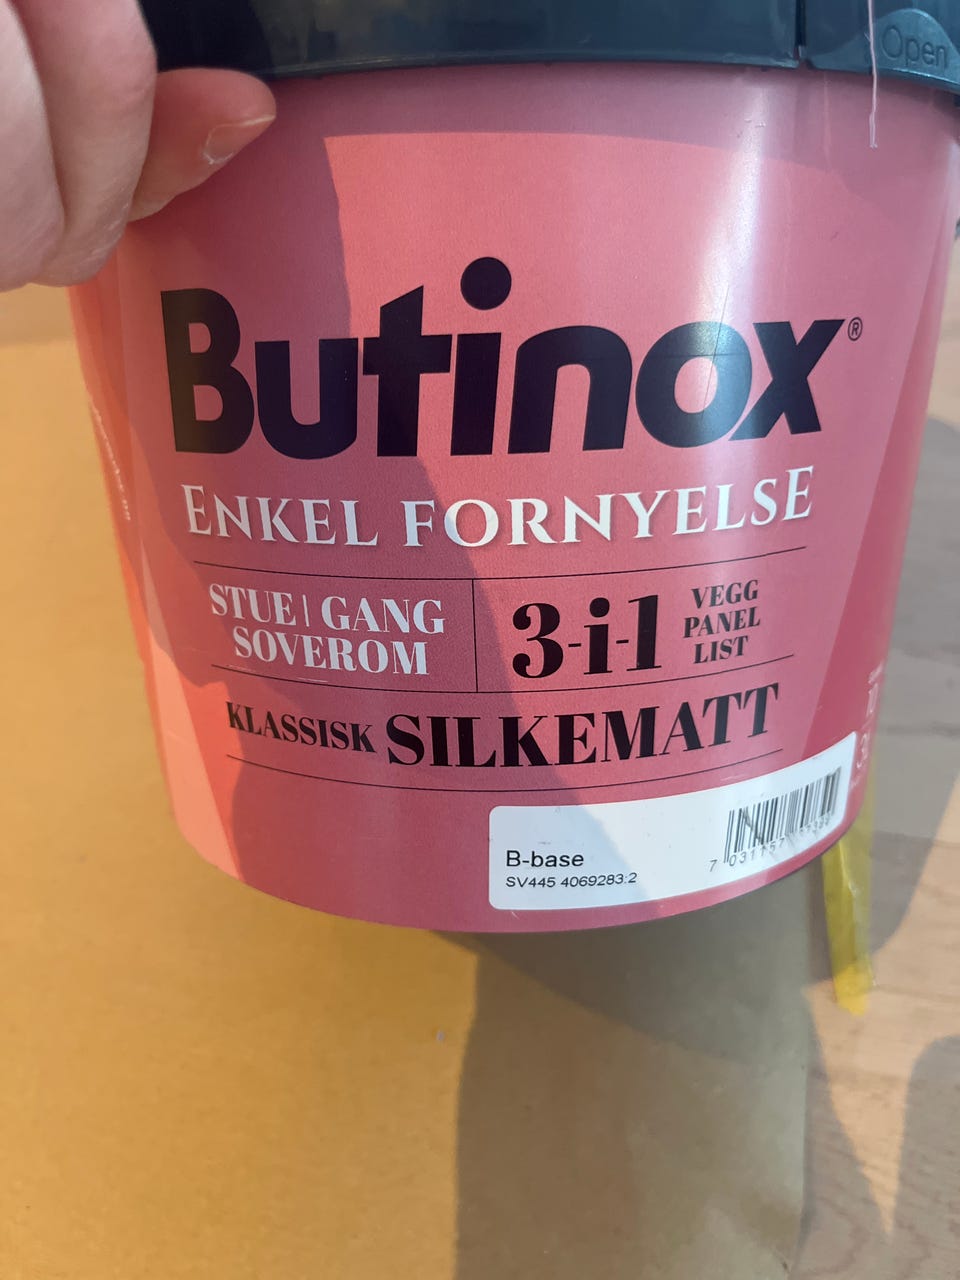 Open
Butinox®
ENKEL FORNYELSE
STUE | GANG
SOVEROM
3-i-1
VEGG
PANEL
LIST
KLASSISK SILKEMATT
B-base
SV445 4069283:2